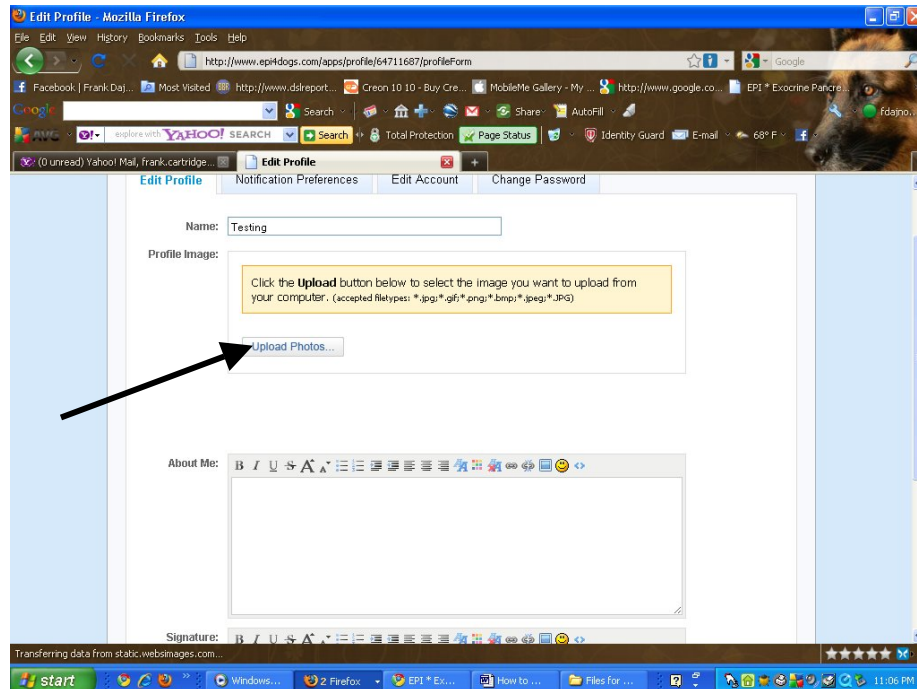 Edit Profile - Mozilla Firefox
File Edit View History Bookmarks Tools Help
http://www.epi4dogs.com/apps/profile/64711687/profileForm Google
Facebook | Frank Daj... Most Visited http://www.dslreport... Creon 10 10 - Buy Cre... MobileMe Gallery - My ... http://www.google.co... EPI * Exocrine Pancre...
Google Search Share AutoFill fdajno...
AVG explore with YAHOO! SEARCH Search Total Protection Page Status Identity Guard E-mail 68° F
(0 unread) Yahoo! Mail, frank.cartridge... Edit Profile
Edit Profile Notification Preferences Edit Account Change Password
Name: Testing
Profile Image:
Click the Upload button below to select the image you want to upload from
your computer. (accepted filetypes: *.jpg;*.gif;*.png;*.bmp;*.jpeg;*.JPG)
Upload Photos...
About Me: B I U S A A
Signature: B I U S A A
Transferring data from static.websimages.com...
start Windows... 2 Firefox EPI * Ex... How to ... Files for ... 11:06 PM